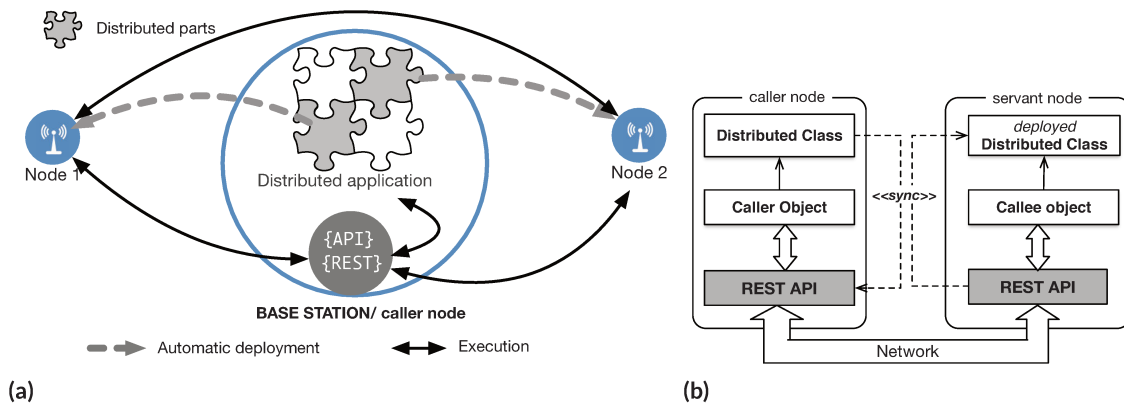 Distributed parts
Node 1
Node 2
Distributed application
{API}
{REST}
BASE STATION/ caller node
Automatic deployment
Execution
(a)
caller node
servant node
Distributed Class
deployed
Distributed Class
<<sync>>
Caller Object
Callee object
REST API
REST API
Network
(b)